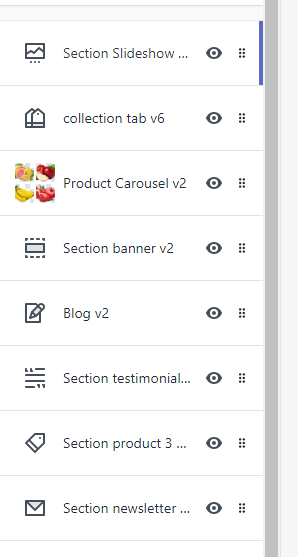 Section Slideshow ...
collection tab v6
Product Carousel v2
Section banner v2
Blog v2
Section testimonial...
Section product 3 ...
Section newsletter ...